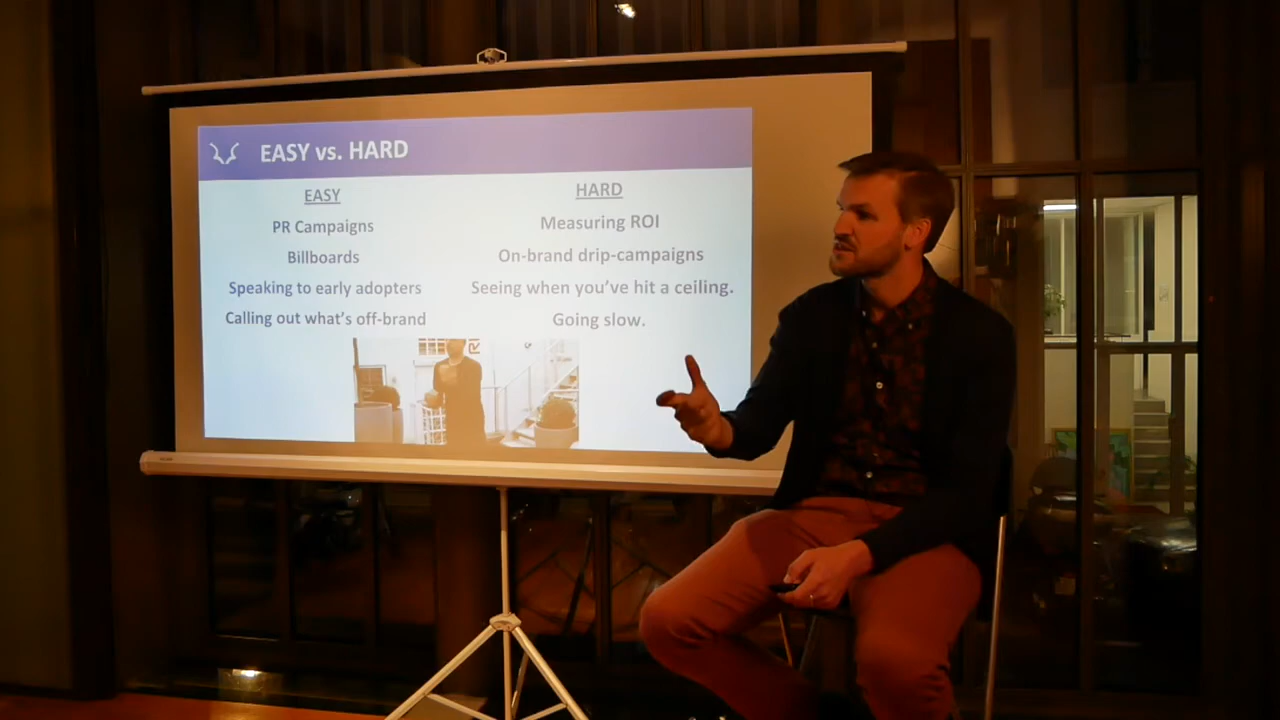 EASY vs. HARD
EASY
PR Campaigns
Billboards
Speaking to early adopters
Calling out what's off-brand
HARD
Measuring ROI
On-brand drip-campaigns
Seeing when you've hit a ceiling.
Going slow.